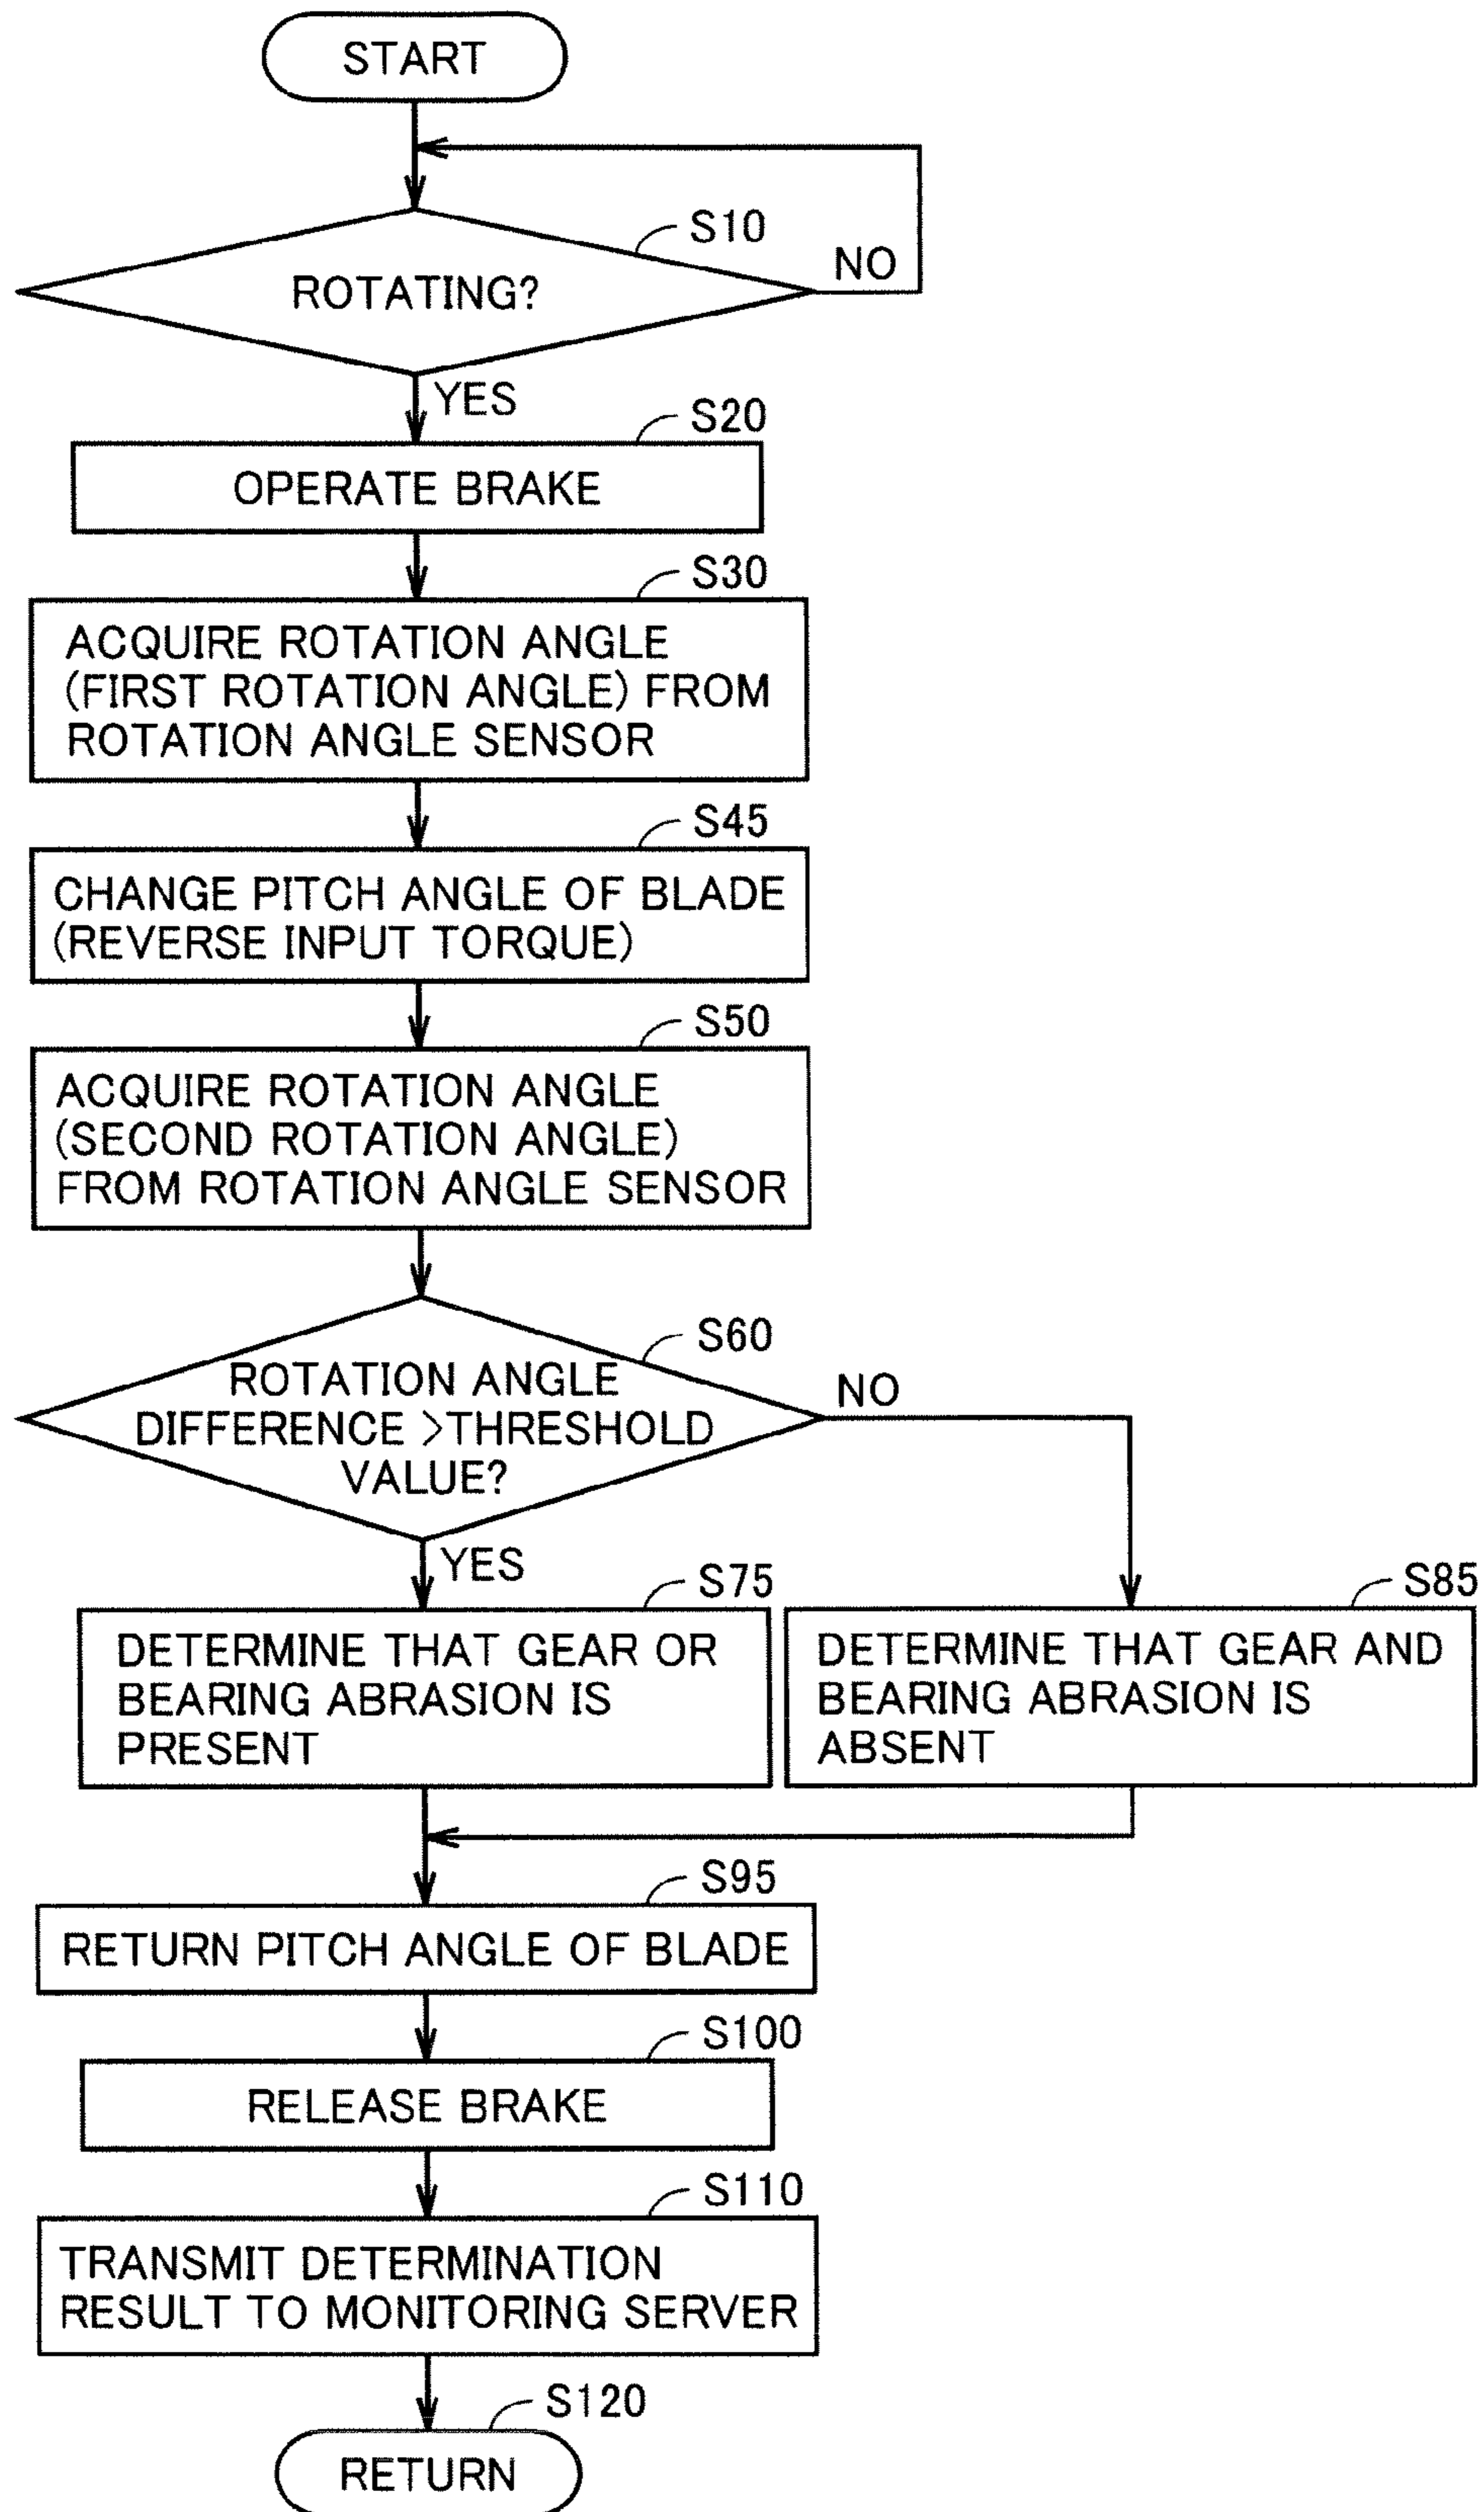 START
S10
ROTATING?
NO
YES
S20
OPERATE BRAKE
S30
ACQUIRE ROTATION ANGLE
(FIRST ROTATION ANGLE) FROM
ROTATION ANGLE SENSOR
S45
CHANGE PITCH ANGLE OF BLADE
(REVERSE INPUT TORQUE)
S50
ACQUIRE ROTATION ANGLE
(SECOND ROTATION ANGLE)
FROM ROTATION ANGLE SENSOR
S60
ROTATION ANGLE
DIFFERENCE >THRESHOLD
VALUE?
NO
YES
S75
DETERMINE THAT GEAR OR
BEARING ABRASION IS
PRESENT
S85
DETERMINE THAT GEAR AND
BEARING ABRASION IS
ABSENT
S95
RETURN PITCH ANGLE OF BLADE
S100
RELEASE BRAKE
S110
TRANSMIT DETERMINATION
RESULT TO MONITORING SERVER
S120
RETURN